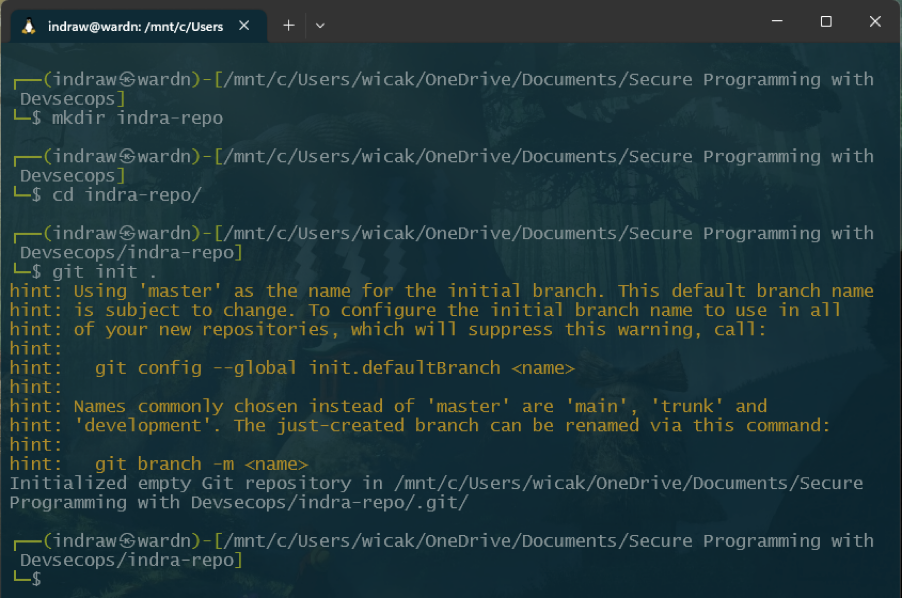 indraw@wardn: /mnt/c/Users
┌──(indraw㉿wardn)-[/mnt/c/Users/wicak/OneDrive/Documents/Secure Programming with
 Devsecops]
└─$ mkdir indra-repo
┌──(indraw㉿wardn)-[/mnt/c/Users/wicak/OneDrive/Documents/Secure Programming with
 Devsecops]
└─$ cd indra-repo/
┌──(indraw㉿wardn)-[/mnt/c/Users/wicak/OneDrive/Documents/Secure Programming with
 Devsecops/indra-repo]
└─$ git init .
hint: Using 'master' as the name for the initial branch. This default branch name
hint: is subject to change. To configure the initial branch name to use in all
hint: of your new repositories, which will suppress this warning, call:
hint:
hint:   git config --global init.defaultBranch <name>
hint:
hint: Names commonly chosen instead of 'master' are 'main', 'trunk' and
hint: 'development'. The just-created branch can be renamed via this command:
hint:
hint:   git branch -m <name>
Initialized empty Git repository in /mnt/c/Users/wicak/OneDrive/Documents/Secure
Programming with Devsecops/indra-repo/.git/
┌──(indraw㉿wardn)-[/mnt/c/Users/wicak/OneDrive/Documents/Secure Programming with
 Devsecops/indra-repo]
└─$